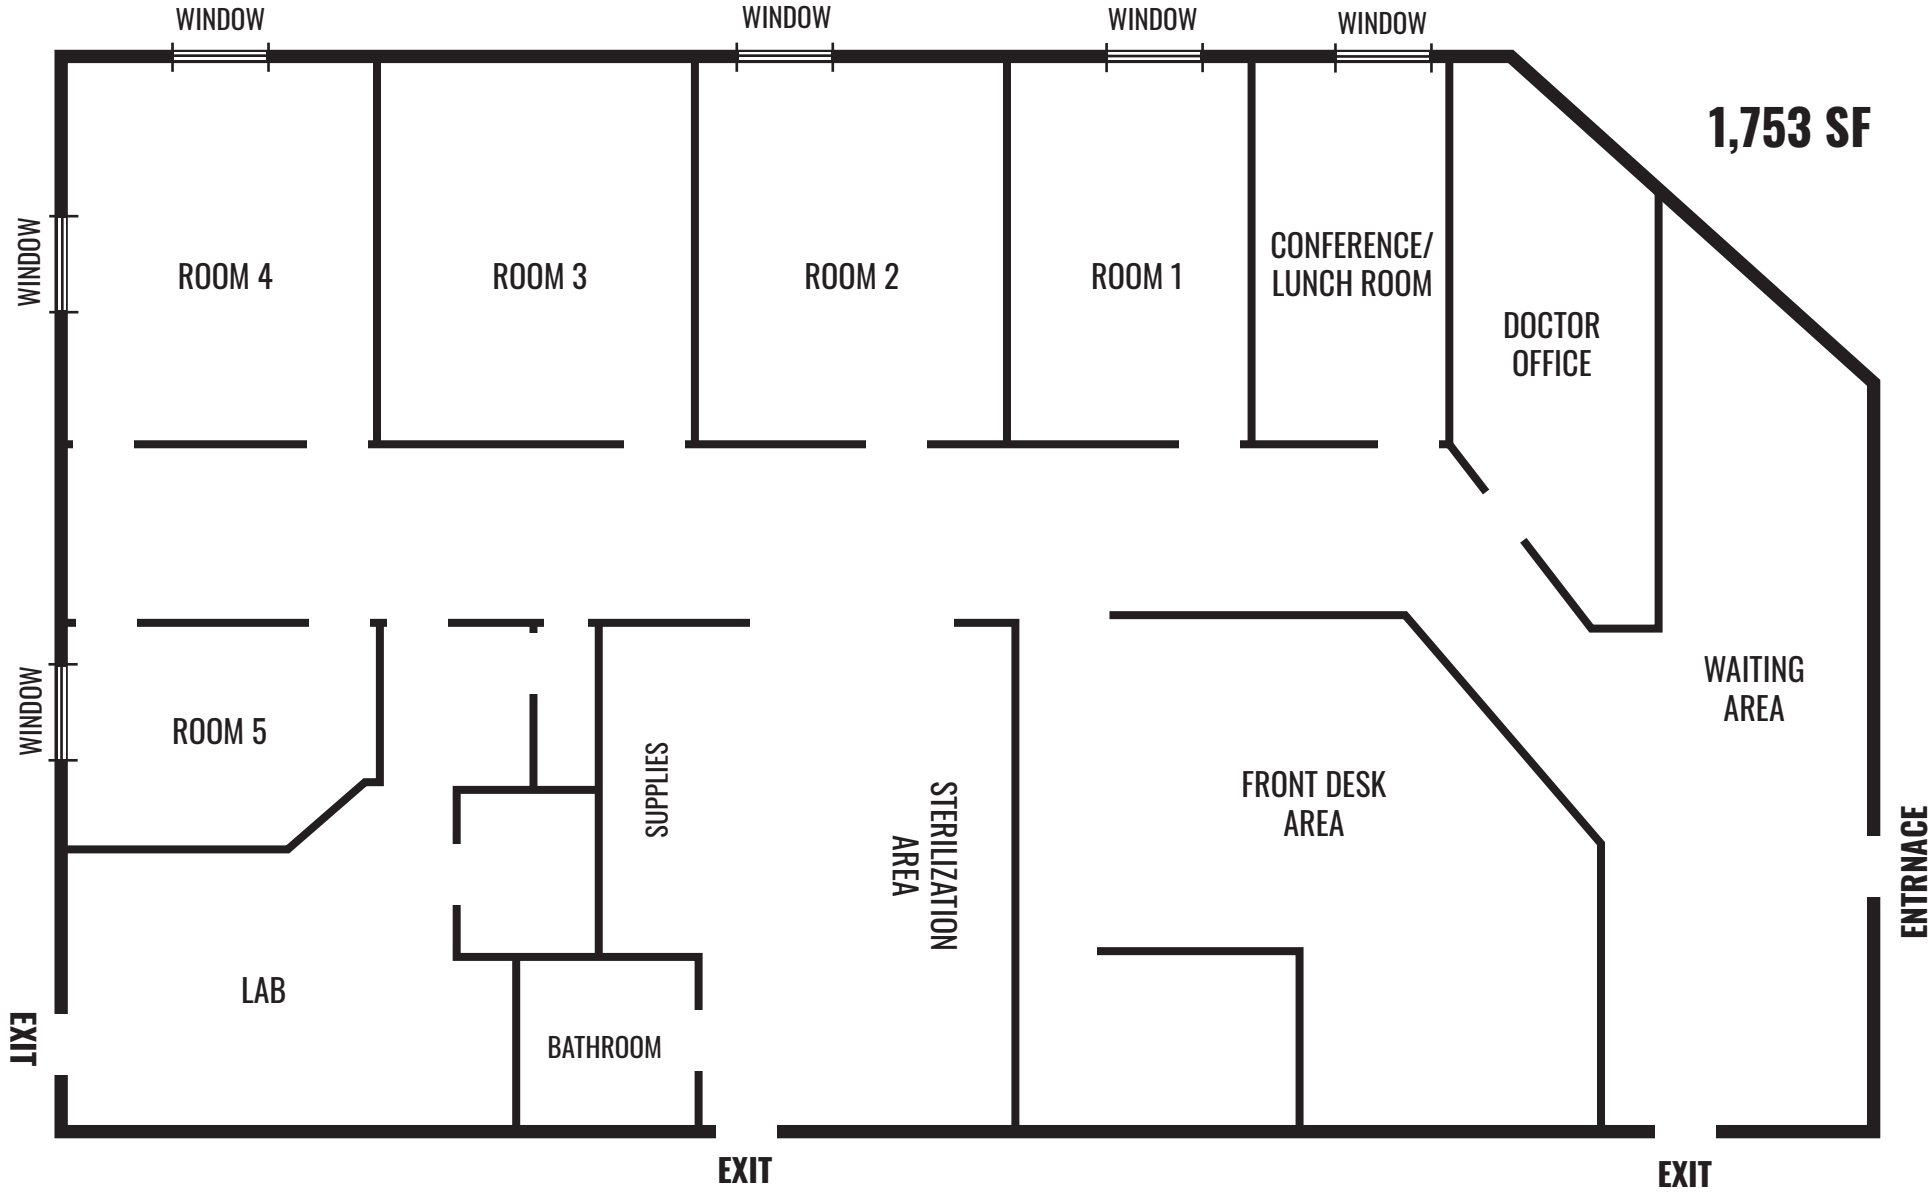 WINDOW
WINDOW
WINDOW
WINDOW
1,753 SF
WINDOW
ROOM 4
ROOM 3
ROOM 2
ROOM 1
CONFERENCE/
LUNCH ROOM
DOCTOR
OFFICE
WINDOW
ROOM 5
SUPPLIES
STERILIZATION
AREA
FRONT DESK
AREA
WAITING
AREA
ENTRNACE
LAB
BATHROOM
EXIT
EXIT
EXIT